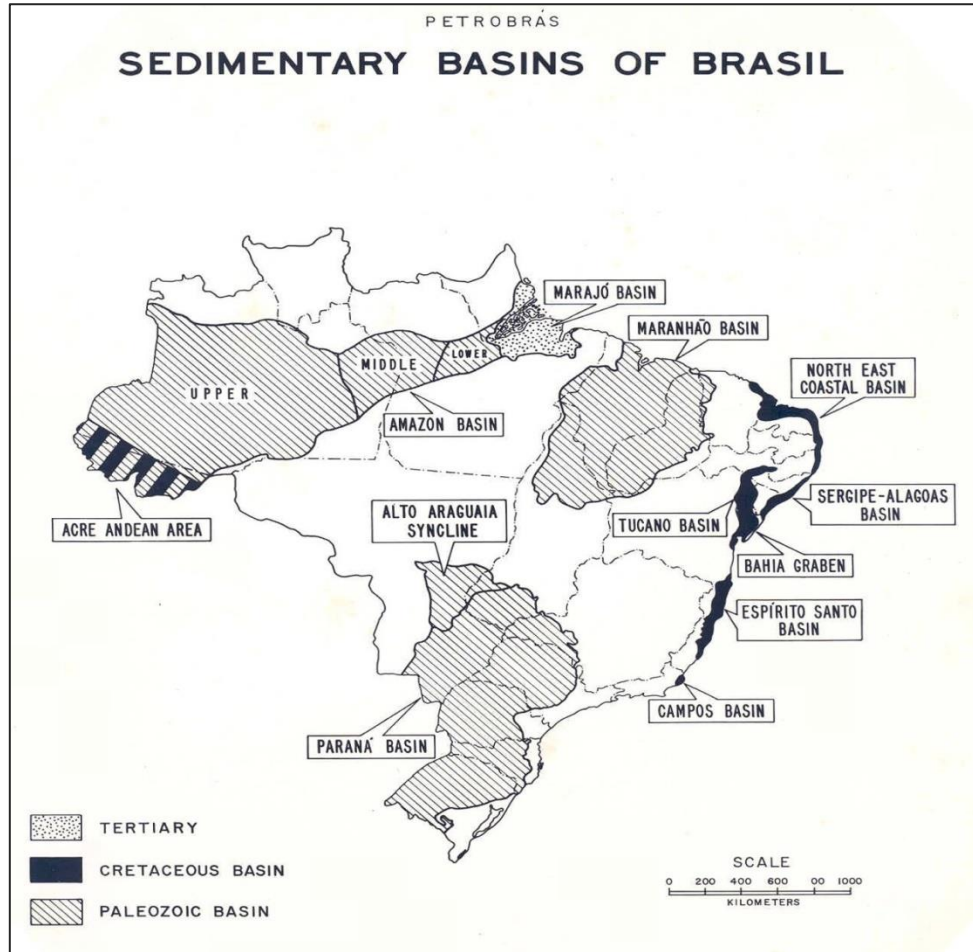 PETROBRÁS
SEDIMENTARY BASINS OF BRASIL
MARAJÓ BASIN
MARANHÃO BASIN
NORTH EAST
COASTAL BASIN
LOWER
MIDDLE
UPPER
AMAZON BASIN
SERGIPE-ALAGOAS
BASIN
TUCANO BASIN
ALTO ARAGUAIA
SYNCLINE
ACRE ANDEAN AREA
BAHIA GRABEN
ESPÍRITO SANTO
BASIN
CAMPOS BASIN
PARANÁ BASIN
TERTIARY
CRETACEOUS BASIN
PALEOZOIC BASIN
SCALE
0 200 400 600 00 1000
KILOMETERS